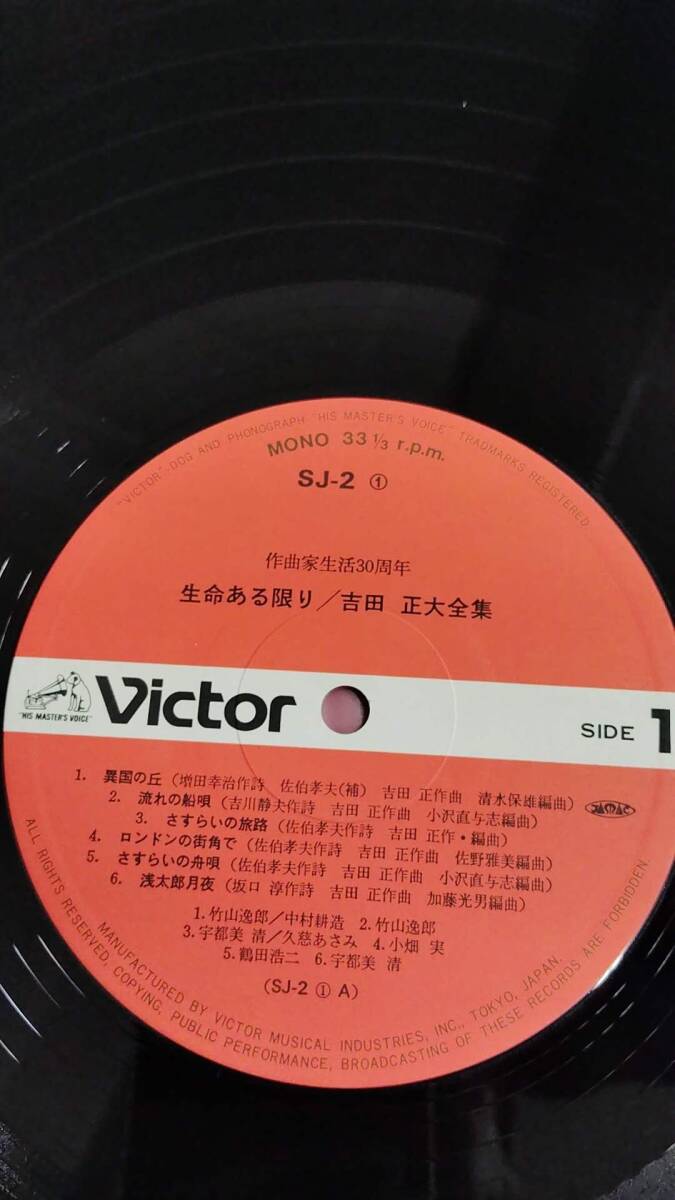 "VICTOR"-DOG AND PHONOGRAPH-"HIS MASTER'S VOICE" TRADMARKS REGISTERED
MONO 33 1/3 r.p.m.
SJ-2 ①
作曲家生活30周年
生命ある限り/吉田 正大全集
"HIS MASTER'S VOICE"
Victor
SIDE 1
1. 異国の丘(増田幸治作詩 佐伯孝夫(補) 吉田 正作曲 清水保雄編曲)
2. 流れの船唄(吉川静夫作詩 吉田 正作曲 小沢直与志編曲)
3. さすらいの旅路(佐伯孝夫作詩 吉田 正作・編曲)
4. ロンドンの街角で(佐伯孝夫作詩 吉田 正作曲 佐野雅美編曲)
5. さすらいの舟唄(佐伯孝夫作詩 吉田 正作曲 小沢直与志編曲)
6. 浅太郎月夜(坂口 淳作詩 吉田 正作曲 加藤光男編曲)
JASRAC
1.竹山逸郎/中村耕造 2.竹山逸郎
3.宇都美 清/久慈あさみ 4.小畑 実
5.鶴田浩二 6.宇都美 清
(SJ-2 ① A)
ALL RIGHTS RESERVED, COPYING, PUBLIC PERFORMANCE, BROADCASTING OF THESE RECORDS ARE FORBIDDEN.
MANUFACTURED BY VICTOR MUSICAL INDUSTRIES, INC., TOKYO, JAPAN,